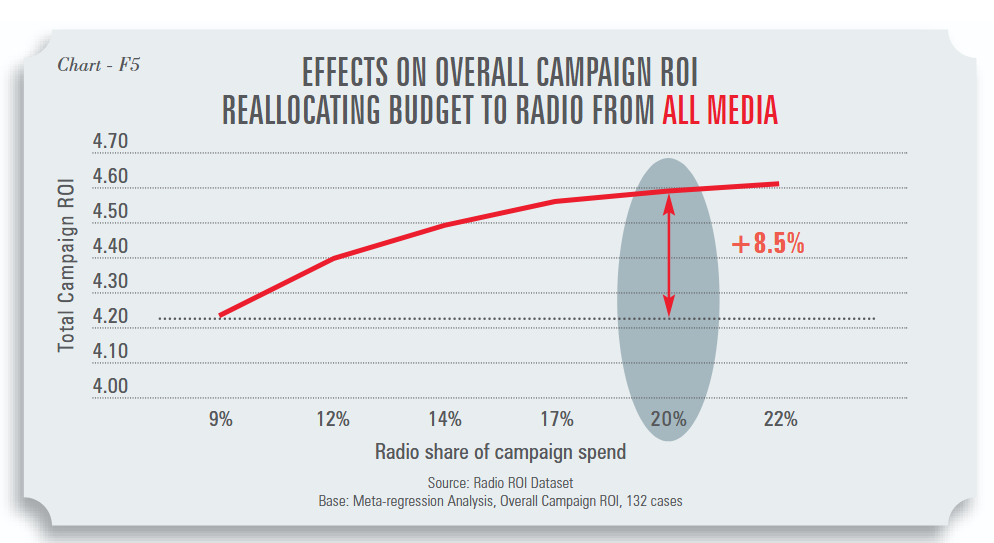 Chart - F5
EFFECTS ON OVERALL CAMPAIGN ROI
REALLOCATING BUDGET TO RADIO FROM ALL MEDIA
4.70
4.60
4.50
4.40
4.30
4.20
4.10
4.00
Total Campaign ROI
+8.5%
9% 12% 14% 17% 20% 22%
Radio share of campaign spend
Source: Radio ROI Dataset
Base: Meta-regression Analysis, Overall Campaign ROI, 132 cases